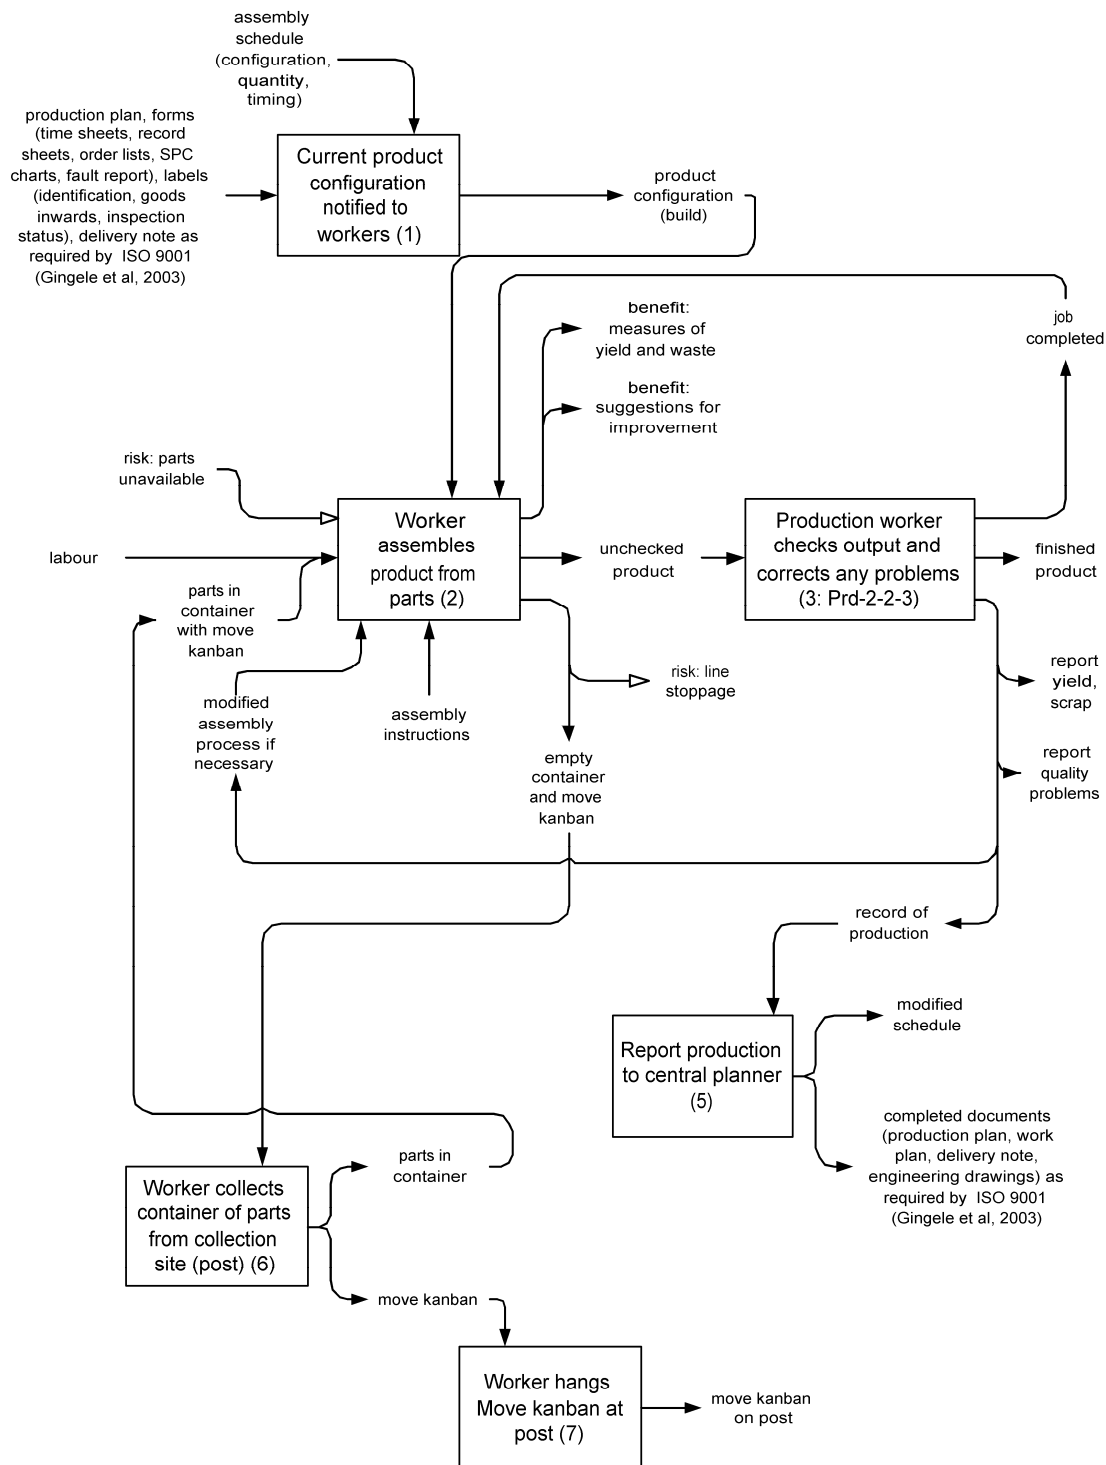 assembly
schedule
(configuration,
quantity,
timing)
production plan, forms
(time sheets, record
sheets, order lists, SPC
charts, fault report), labels
(identification, goods
inwards, inspection
status), delivery note as
required by ISO 9001
(Gingele et al, 2003)
Current product
configuration
notified to
workers (1)
product
configuration
(build)
benefit:
measures of
yield and waste
benefit:
suggestions for
improvement
job
completed
risk: parts
unavailable
labour
parts in
container
with move
kanban
Worker
assembles
product from
parts (2)
unchecked
product
Production worker
checks output and
corrects any problems
(3: Prd-2-2-3)
finished
product
modified
assembly
process if
necessary
assembly
instructions
risk: line
stoppage
report
yield,
scrap
report
quality
problems
empty
container
and move
kanban
record of
production
Report production
to central planner
(5)
modified
schedule
completed documents
(production plan, work
plan, delivery note,
engineering drawings) as
required by ISO 9001
(Gingele et al, 2003)
Worker collects
container of parts
from collection
site (post) (6)
parts in
container
move kanban
Worker hangs
Move kanban at
post (7)
move kanban
on post